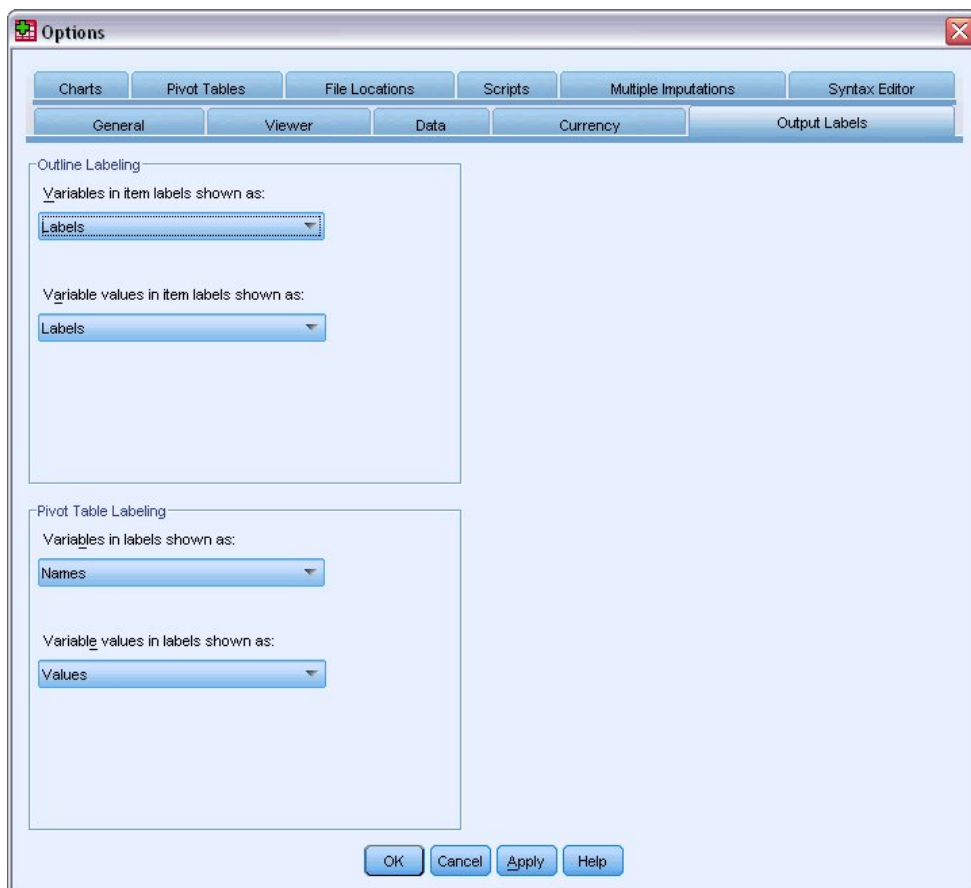 Options
Charts Pivot Tables File Locations Scripts Multiple Imputations Syntax Editor
General Viewer Data Currency Output Labels
Outline Labeling
Variables in item labels shown as:
Labels
Variable values in item labels shown as:
Labels
Pivot Table Labeling
Variables in labels shown as:
Names
Variable values in labels shown as:
Values
OK Cancel Apply Help